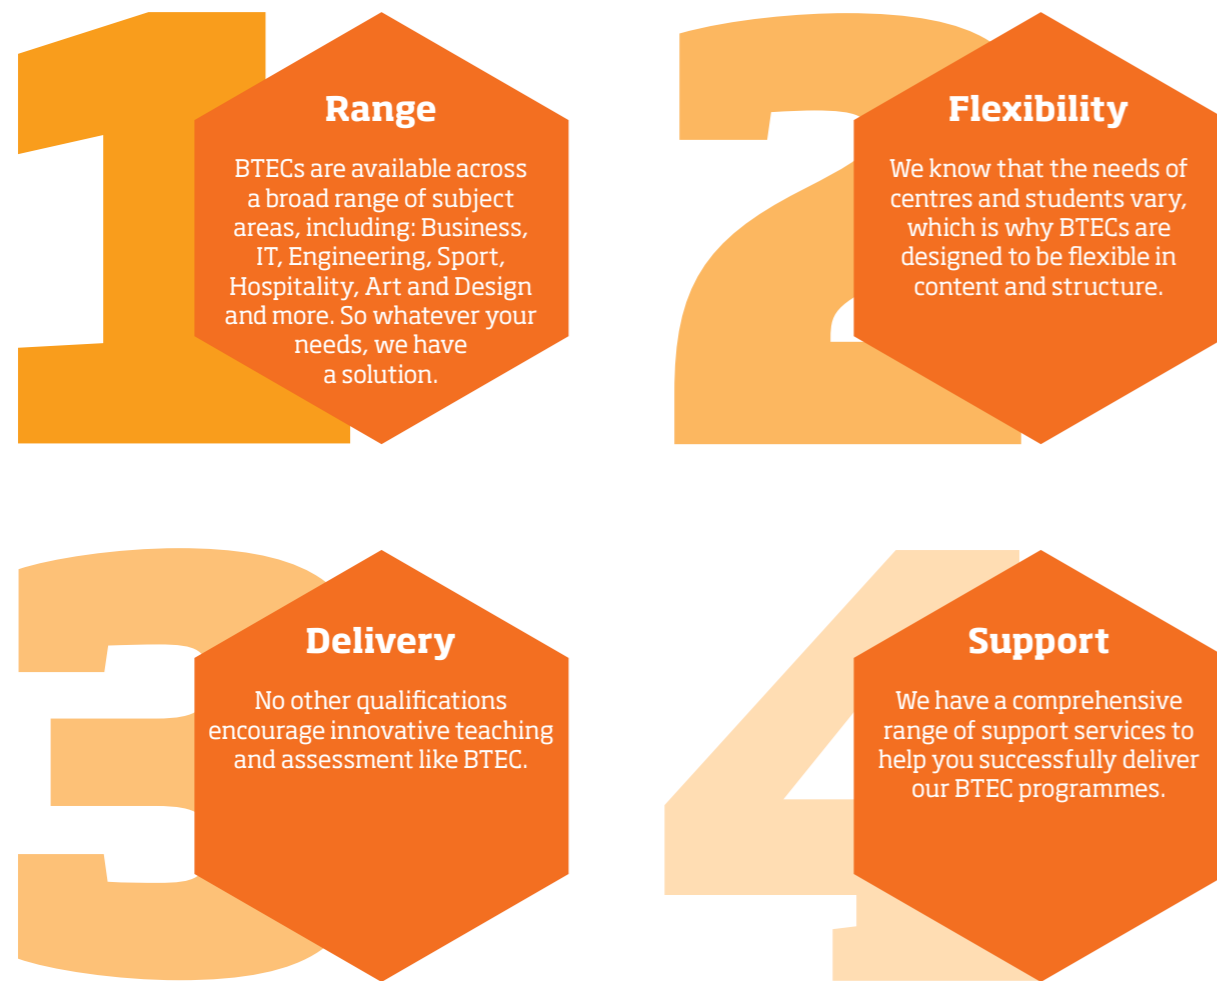 1
Range
BTECs are available across
a broad range of subject
areas, including: Business,
IT, Engineering, Sport,
Hospitality, Art and Design
and more. So whatever your
needs, we have
a solution.
2
Flexibility
We know that the needs of
centres and students vary,
which is why BTECs are
designed to be flexible in
content and structure.
3
Delivery
No other qualifications
encourage innovative teaching
and assessment like BTEC.
4
Support
We have a comprehensive
range of support services to
help you successfully deliver
our BTEC programmes.